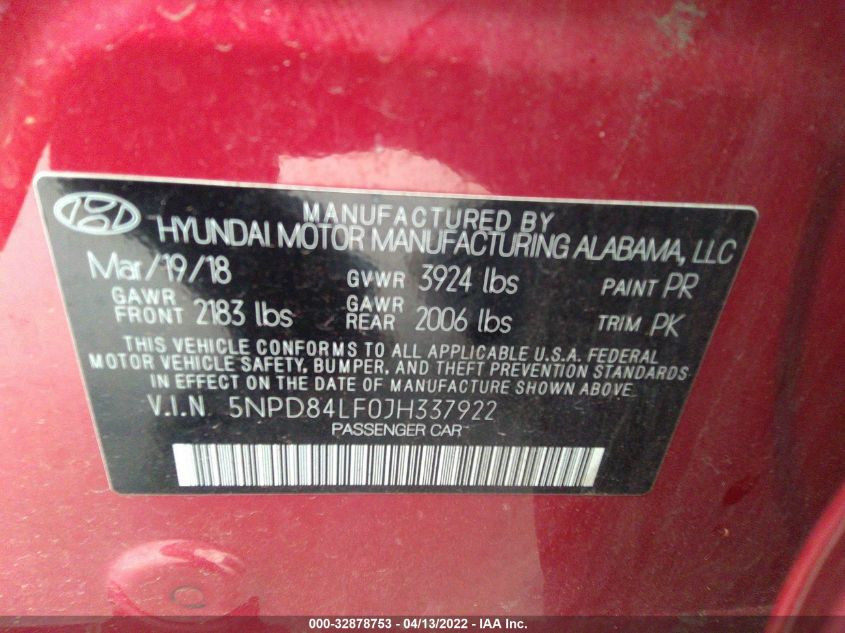 MANUFACTURED BY
HYUNDAI MOTOR MANUFACTURING ALABAMA, LLC
Mar/19/18 GVWR 3924 lbs PAINT PR
GAWR FRONT 2183 lbs GAWR REAR 2006 lbs TRIM PK
THIS VEHICLE CONFORMS TO ALL APPLICABLE U.S.A. FEDERAL
MOTOR VEHICLE SAFETY, BUMPER, AND THEFT PREVENTION STANDARDS
IN EFFECT ON THE DATE OF MANUFACTURE SHOWN ABOVE.
V.I.N. 5NPD84LF0JH337922
PASSENGER CAR
000-32878753 - 04/13/2022 - IAA Inc.